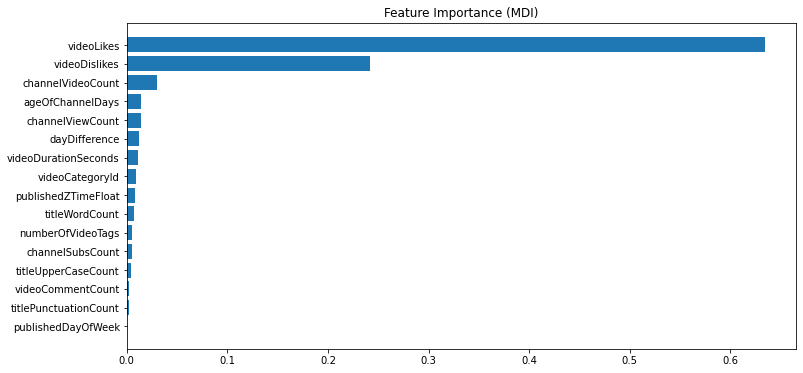 Feature Importance (MDI)
videoLikes
videoDislikes
channelVideoCount
ageOfChannelDays
channelViewCount
dayDifference
videoDurationSeconds
videoCategoryId
publishedZTimeFloat
titleWordCount
numberOfVideoTags
channelSubsCount
titleUpperCaseCount
videoCommentCount
titlePunctuationCount
publishedDayOfWeek
0.0 0.1 0.2 0.3 0.4 0.5 0.6